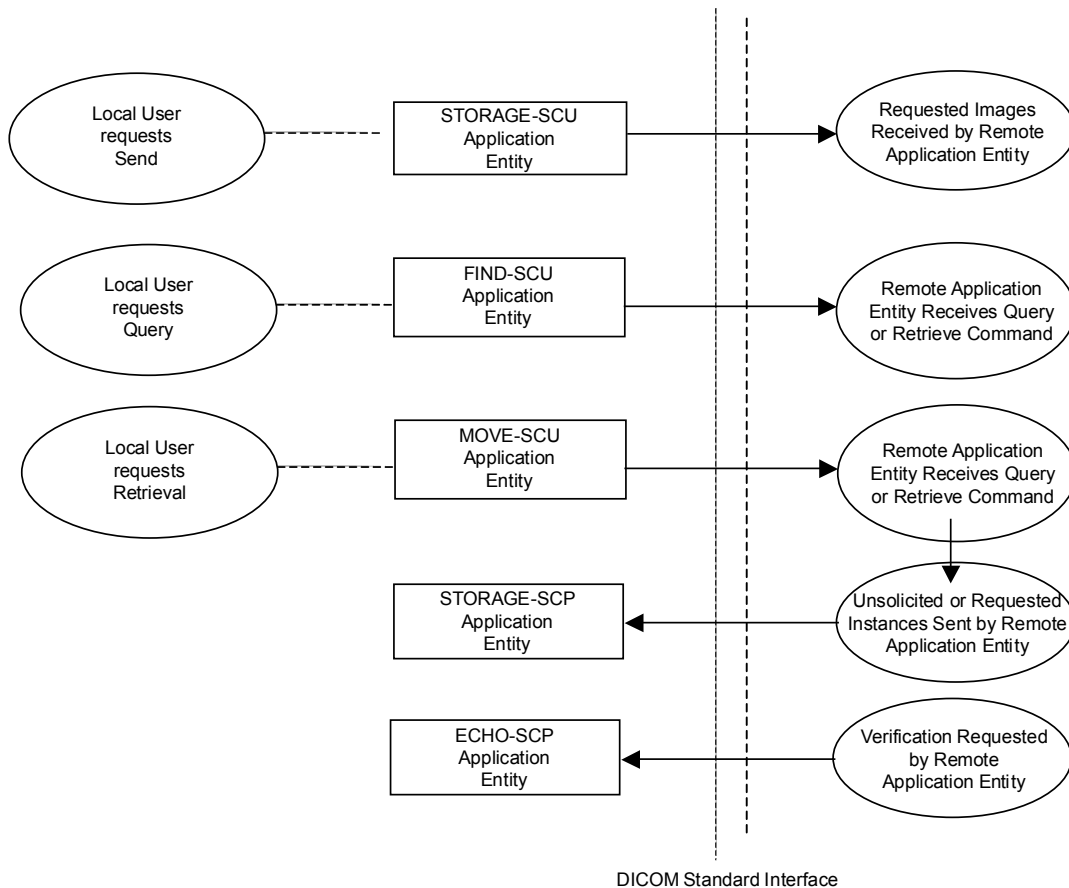 Local User
requests
Send
STORAGE-SCU
Application
Entity
Requested Images
Received by Remote
Application Entity
Local User
requests
Query
FIND-SCU
Application
Entity
Remote Application
Entity Receives Query
or Retrieve Command
Local User
requests
Retrieval
MOVE-SCU
Application
Entity
Remote Application
Entity Receives Query
or Retrieve Command
STORAGE-SCP
Application
Entity
Unsolicited or Requested
Instances Sent by Remote
Application Entity
ECHO-SCP
Application
Entity
Verification Requested
by Remote
Application Entity
DICOM Standard Interface